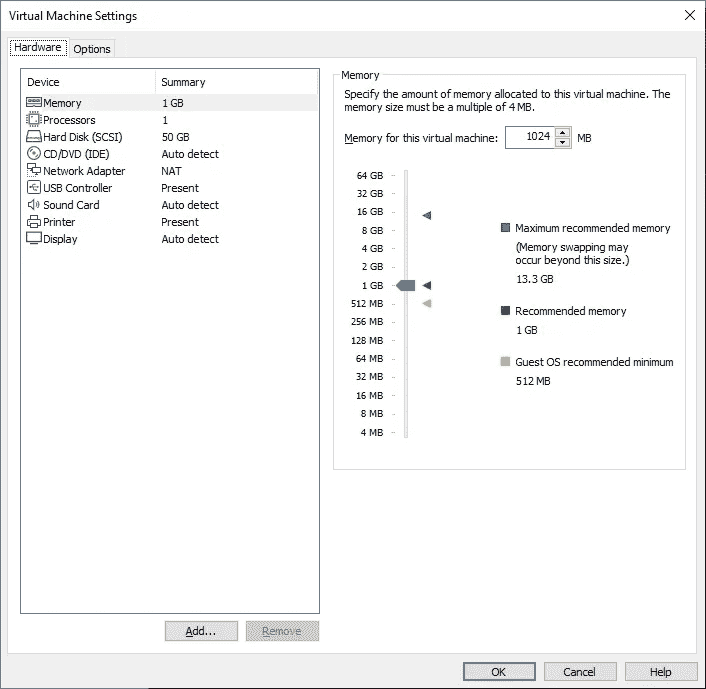 Virtual Machine Settings
Hardware Options
Device Summary
Memory 1 GB
Processors 1
Hard Disk (SCSI) 50 GB
CD/DVD (IDE) Auto detect
Network Adapter NAT
USB Controller Present
Sound Card Auto detect
Printer Present
Display Auto detect
Add...
Remove
Memory
Specify the amount of memory allocated to this virtual machine. The
memory size must be a multiple of 4 MB.
Memory for this virtual machine: 1024 MB
64 GB
32 GB
16 GB
8 GB
4 GB
2 GB
1 GB
512 MB
256 MB
128 MB
64 MB
32 MB
16 MB
8 MB
4 MB
Maximum recommended memory
(Memory swapping may
occur beyond this size.)
13.3 GB
Recommended memory
1 GB
Guest OS recommended minimum
512 MB
OK
Cancel
Help